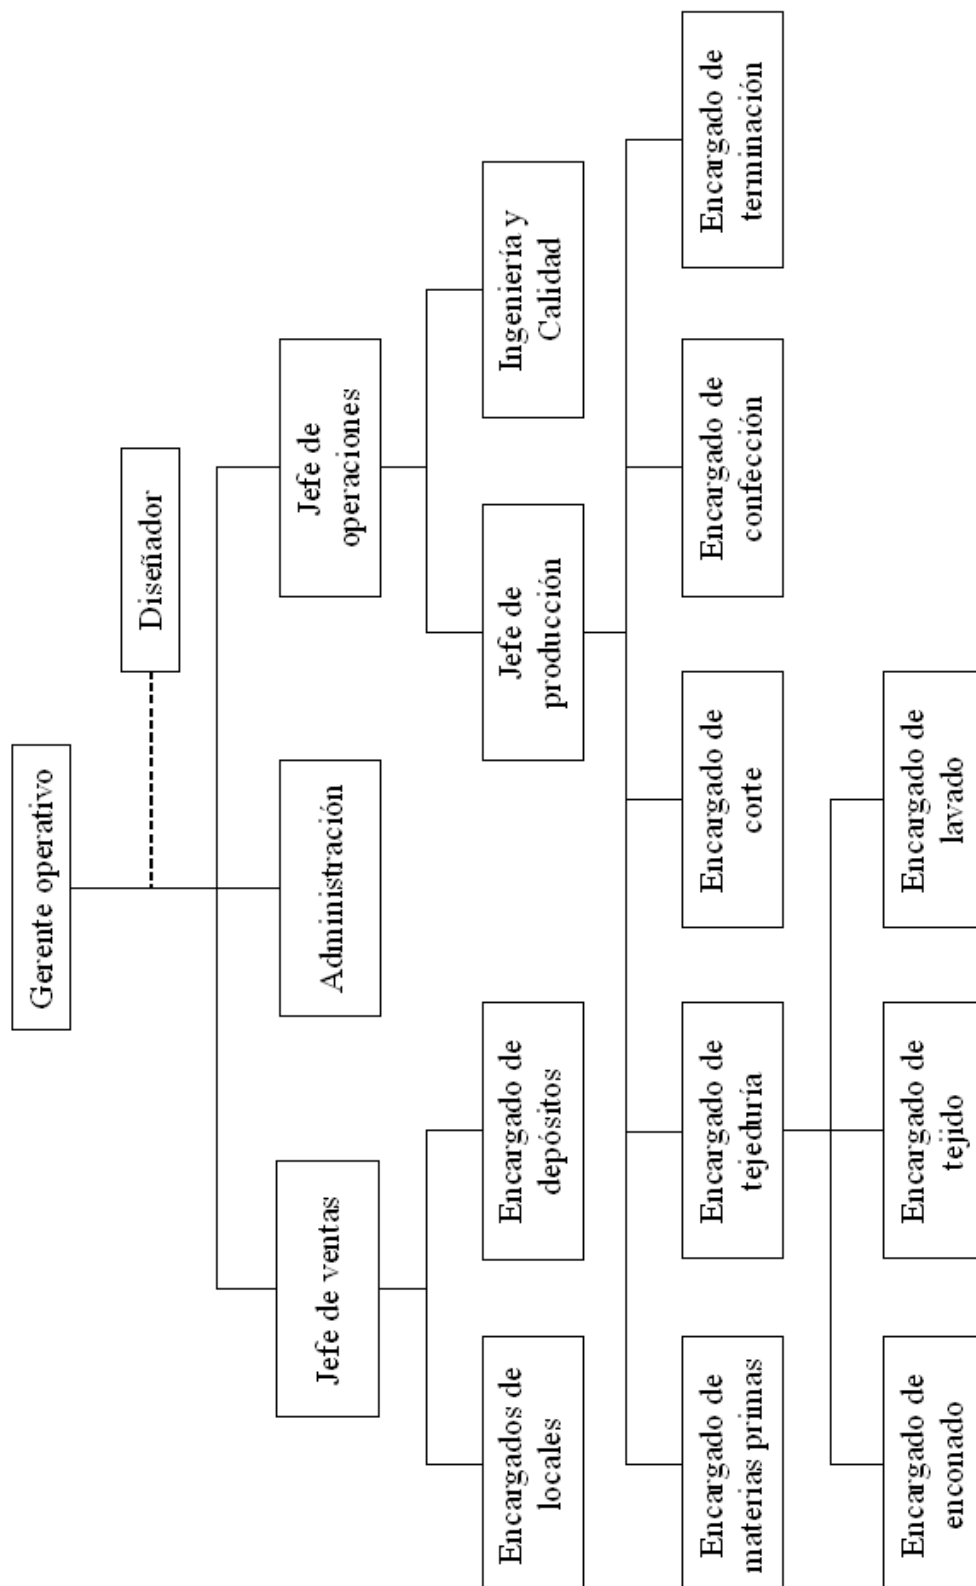 Gerente operativo
Diseñador
Jefe de ventas
Administración
Jefe de
operaciones
Encargados de
locales
Encargado de
depósitos
Jefe de
producción
Ingeniería y
Calidad
Encargado de
materias primas
Encargado de
tejeduría
Encargado de
corte
Encargado de
confección
Encargado de
terminación
Encargado de
enconado
Encargado de
tejido
Encargado de
lavado